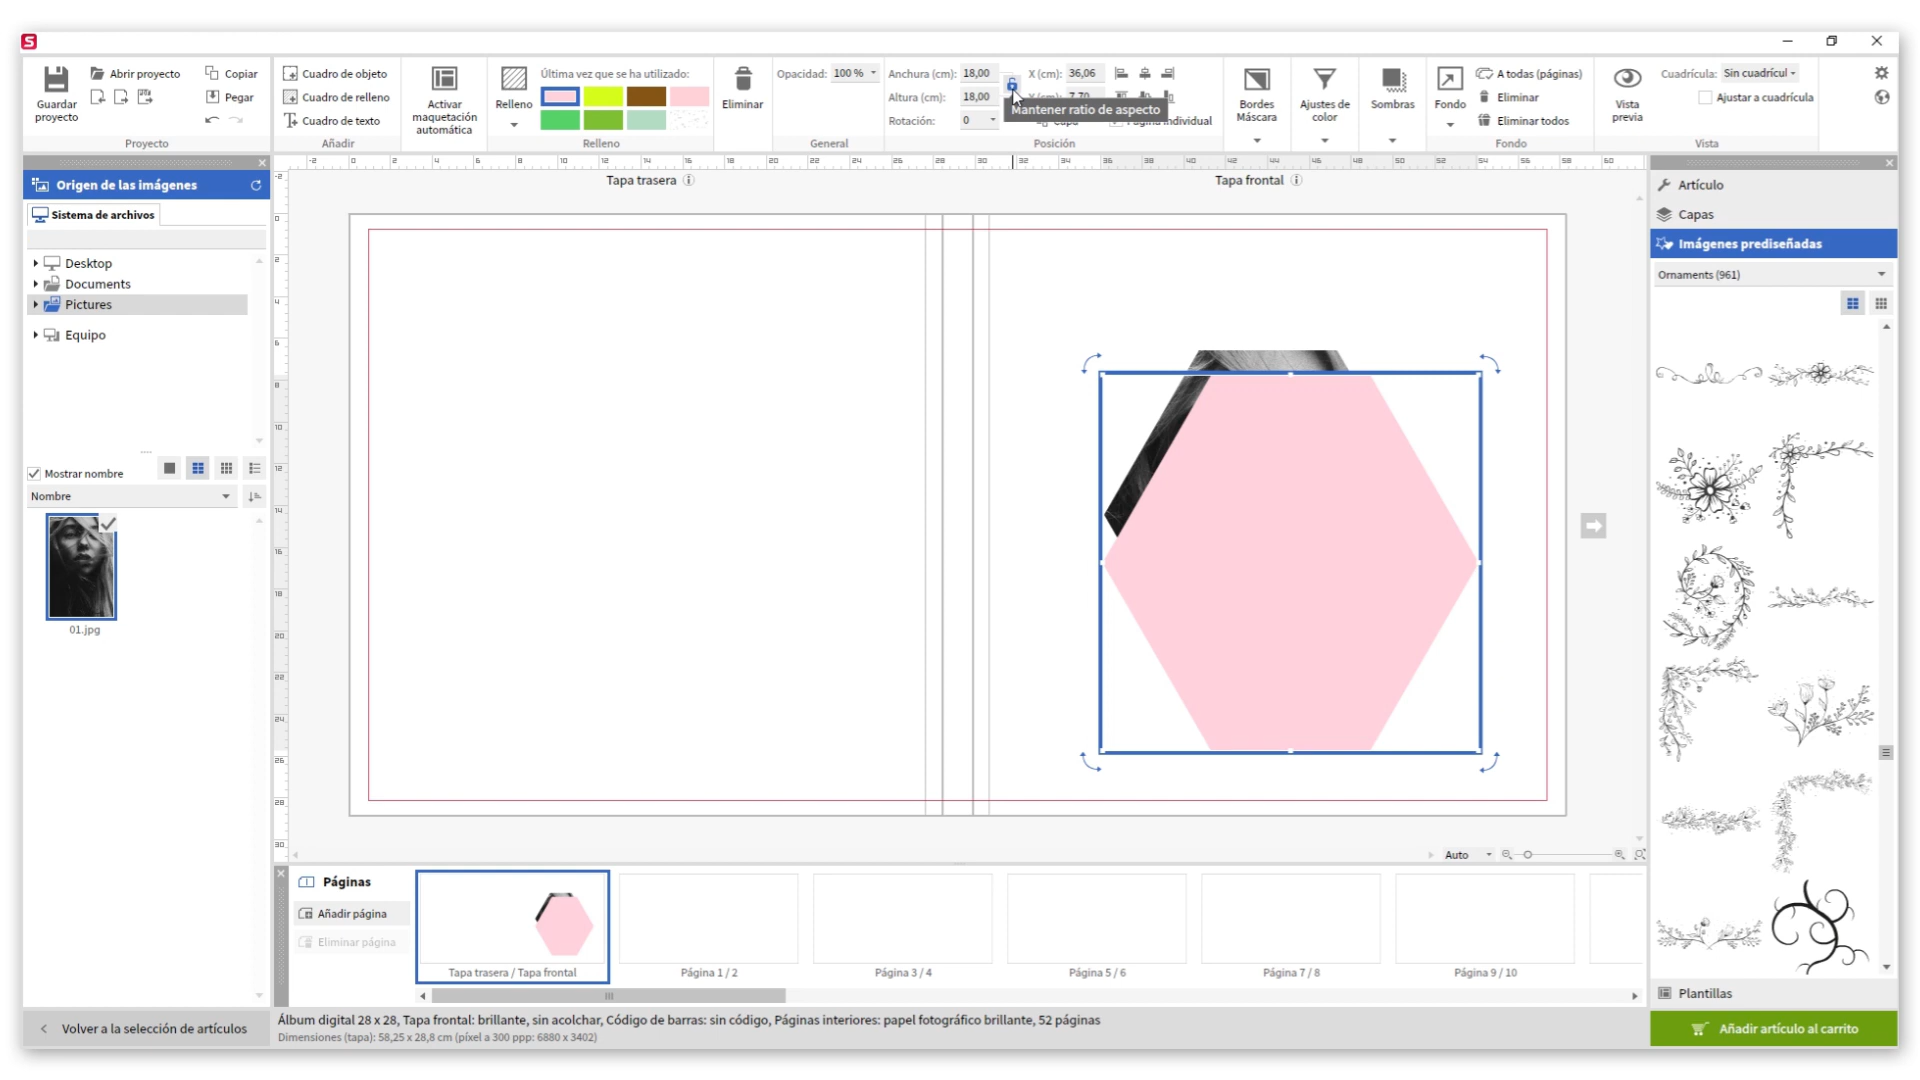 S
Guardar proyecto
Abrir proyecto
Copiar
Pegar
Proyecto
Cuadro de objeto
Cuadro de relleno
Cuadro de texto
Añadir
Activar maquetación automática
Relleno
Última vez que se ha utilizado:
Relleno
Eliminar
Opacidad: 100 %
General
Anchura (cm): 18,00
Altura (cm): 18,00
Rotación: 0
X (cm): 36,06
7,70
Mantener ratio de aspecto
Capa
Página individual
Posición
Bordes Máscara
Ajustes de color
Sombras
Fondo
A todas (páginas)
Eliminar
Eliminar todos
Fondo
Vista previa
Cuadrícula: Sin cuadrícul
Ajustar a cuadrícula
Vista
Origen de las imágenes
Sistema de archivos
Desktop
Documents
Pictures
Equipo
Mostrar nombre
Nombre
01.jpg
Volver a la selección de artículos
Tapa trasera
Tapa frontal
Auto
Páginas
Añadir página
Eliminar página
Tapa trasera / Tapa frontal
Página 1 / 2
Página 3 / 4
Página 5 / 6
Página 7 / 8
Página 9 / 10
Álbum digital 28 x 28, Tapa frontal: brillante, sin acolchar, Código de barras: sin código, Páginas interiores: papel fotográfico brillante, 52 páginas
Dimensiones (tapa): 58,25 x 28,8 cm (píxel a 300 ppp: 6880 x 3402)
Artículo
Capas
Imágenes prediseñadas
Ornaments (961)
Plantillas
Añadir artículo al carrito